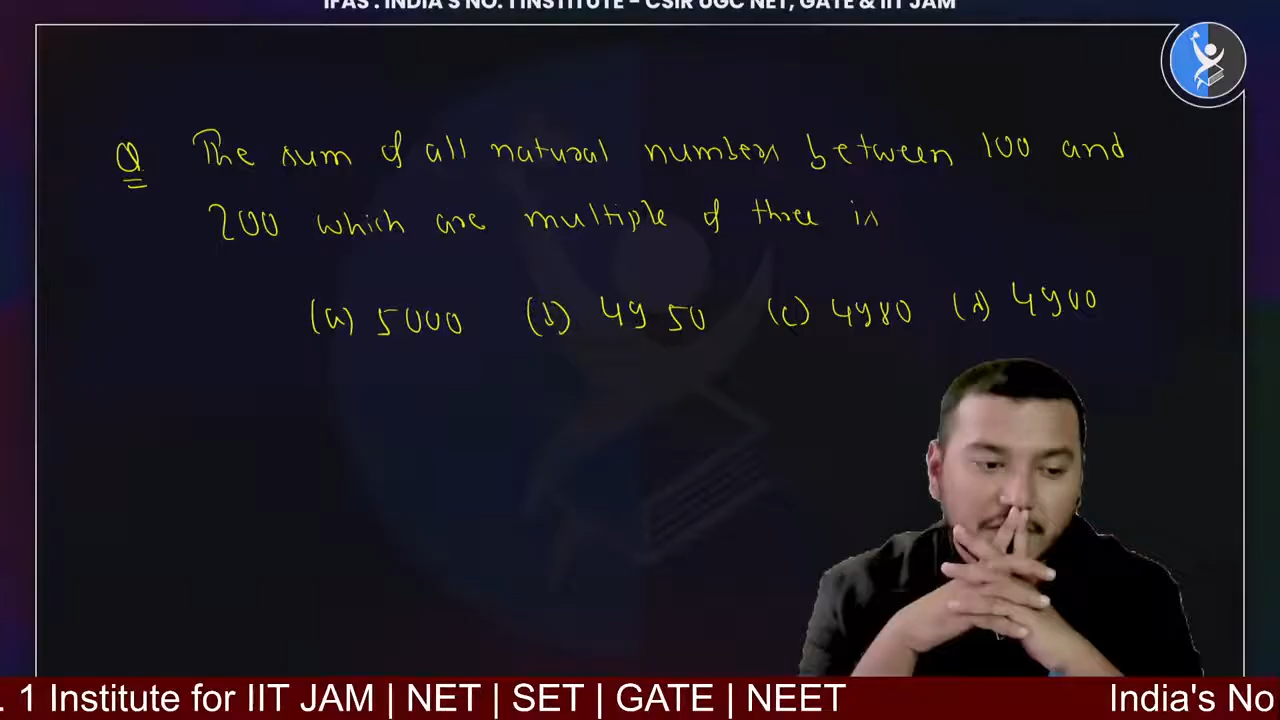 IFAS : INDIA'S NO. 1 INSTITUTE - CSIR UGC NET, GATE & IIT JAM
Q The sum of all natural numbers between 100 and
200 which are multiple of three is
(a) 5000 (b) 4950 (c) 4980 (d) 4900
. 1 Institute for IIT JAM | NET | SET | GATE | NEET India's No